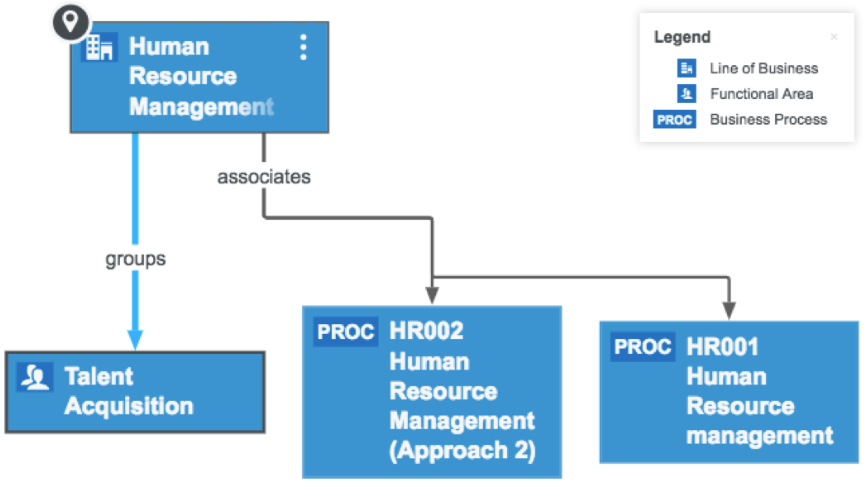 Human
Resource
Management
Legend
×
Line of Business
Functional Area
PROC Business Process
associates
groups
Talent
Acquisition
PROC HR002
Human
Resource
Management
(Approach 2)
PROC HR001
Human
Resource
management